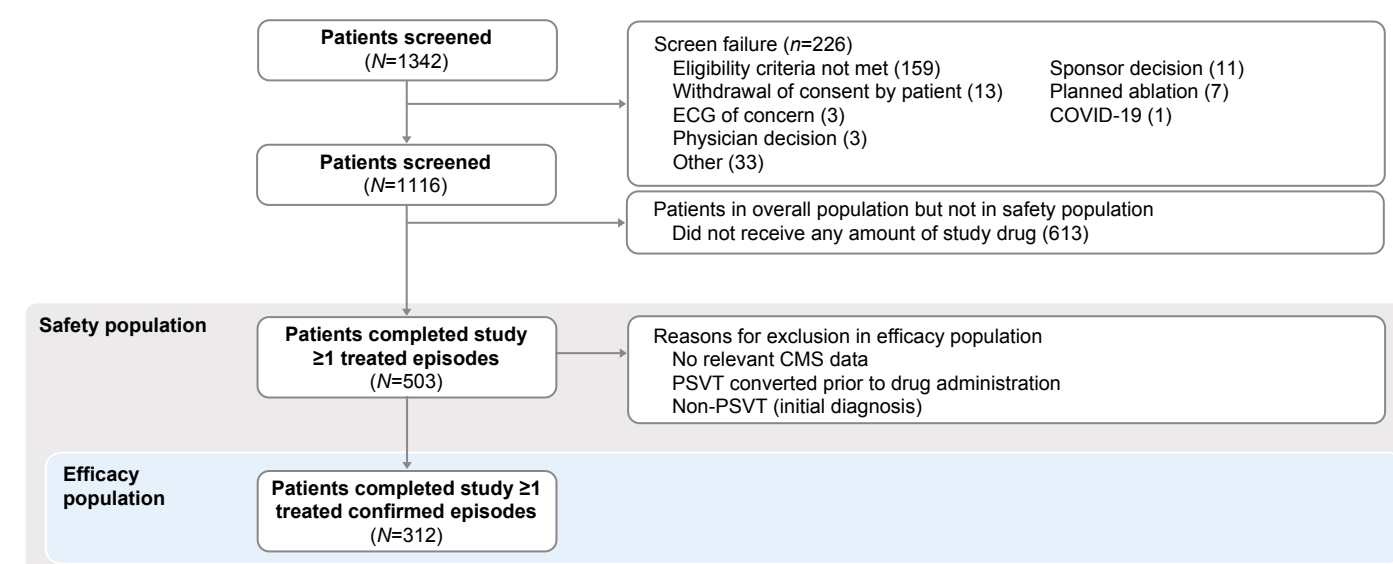 Patients screened
(N=1342)
Screen failure (n=226)
Eligibility criteria not met (159)
Withdrawal of consent by patient (13)
ECG of concern (3)
Physician decision (3)
Other (33)
Sponsor decision (11)
Planned ablation (7)
COVID-19 (1)
Patients screened
(N=1116)
Patients in overall population but not in safety population
Did not receive any amount of study drug (613)
Safety population
Patients completed study
≥1 treated episodes
(N=503)
Reasons for exclusion in efficacy population
No relevant CMS data
PSVT converted prior to drug administration
Non-PSVT (initial diagnosis)
Efficacy
population
Patients completed study ≥1
treated confirmed episodes
(N=312)